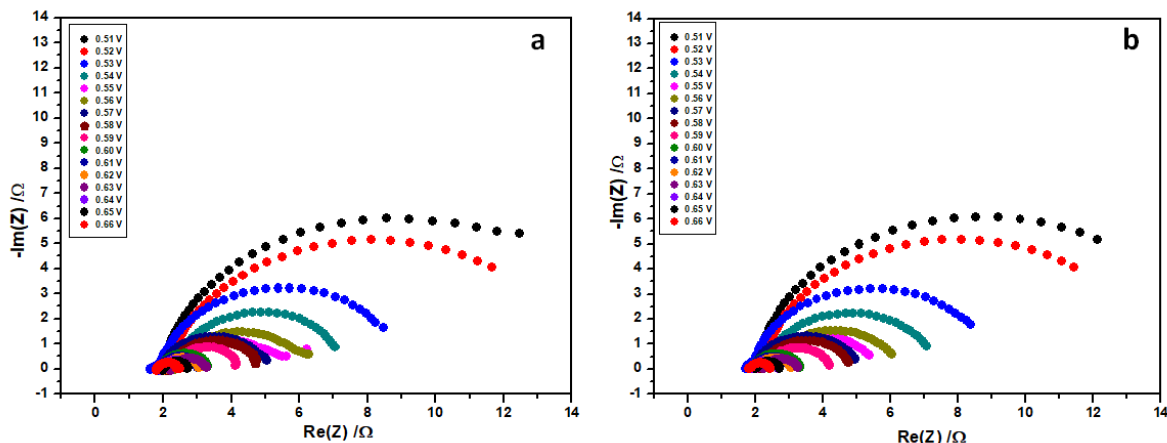 a
14
13
12
11
10
9
8
7
6
5
4
3
2
1
0
-1
-Im(Z) /Ω
0.51 V
0.52 V
0.53 V
0.54 V
0.55 V
0.56 V
0.57 V
0.58 V
0.59 V
0.60 V
0.61 V
0.62 V
0.63 V
0.64 V
0.65 V
0.66 V
0 2 4 6 8 10 12 14
Re(Z) /Ω
b
14
13
12
11
10
9
8
7
6
5
4
3
2
1
0
-1
-Im(Z) /Ω
0.51 V
0.52 V
0.53 V
0.54 V
0.55 V
0.56 V
0.57 V
0.58 V
0.59 V
0.60 V
0.61 V
0.62 V
0.63 V
0.64 V
0.65 V
0.66 V
0 2 4 6 8 10 12 14
Re(Z) /Ω